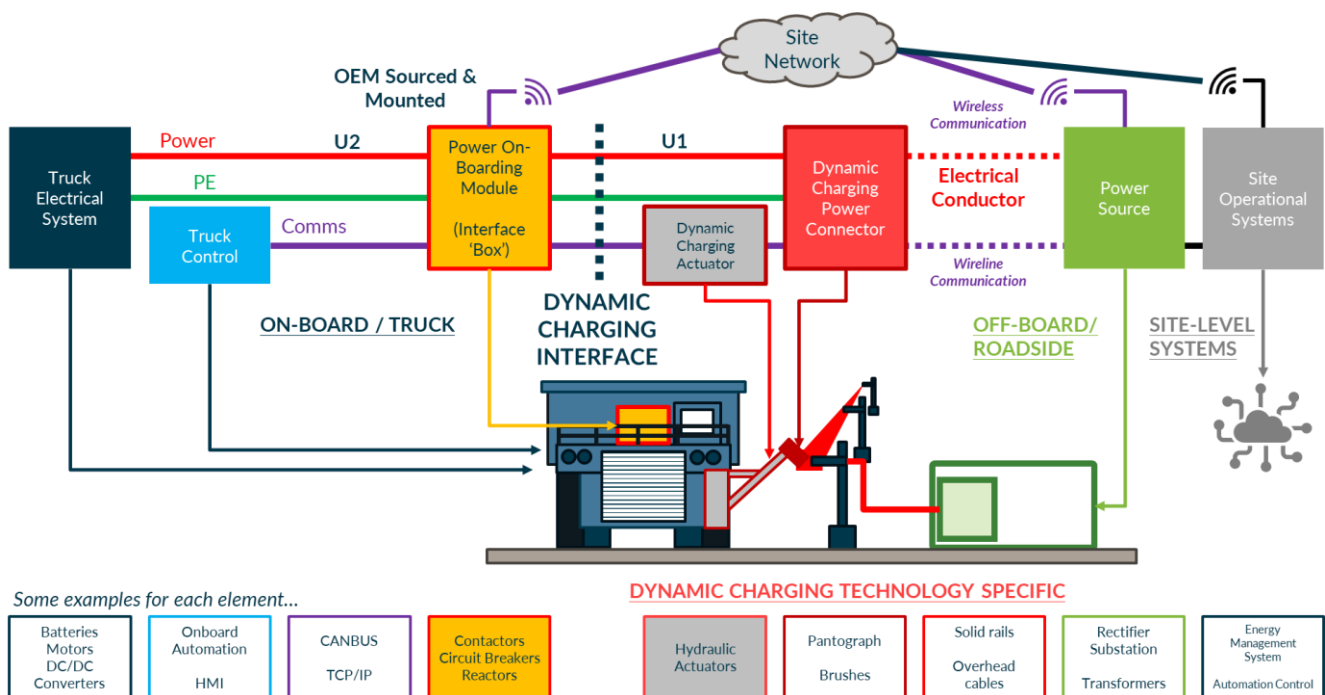 Site
Network
OEM Sourced &
Mounted
Wireless
Communication
Truck
Electrical
System
Power
PE
U2
Truck
Control
Comms
Power On-
Boarding
Module
(Interface
‘Box’)
U1
Dynamic
Charging
Actuator
Dynamic
Charging
Power
Connector
Electrical
Conductor
Wireline
Communication
Power
Source
Site
Operational
Systems
ON-BOARD / TRUCK
DYNAMIC
CHARGING
INTERFACE
OFF-BOARD/
ROADSIDE
SITE-LEVEL
SYSTEMS
Some examples for each element...
DYNAMIC CHARGING TECHNOLOGY SPECIFIC
Batteries
Motors
DC/DC
Converters
Onboard
Automation
HMI
CANBUS
TCP/IP
Contactors
Circuit Breakers
Reactors
Hydraulic
Actuators
Pantograph
Brushes
Solid rails
Overhead
cables
Rectifier
Substation
Transformers
Energy
Management
System
Automation Control